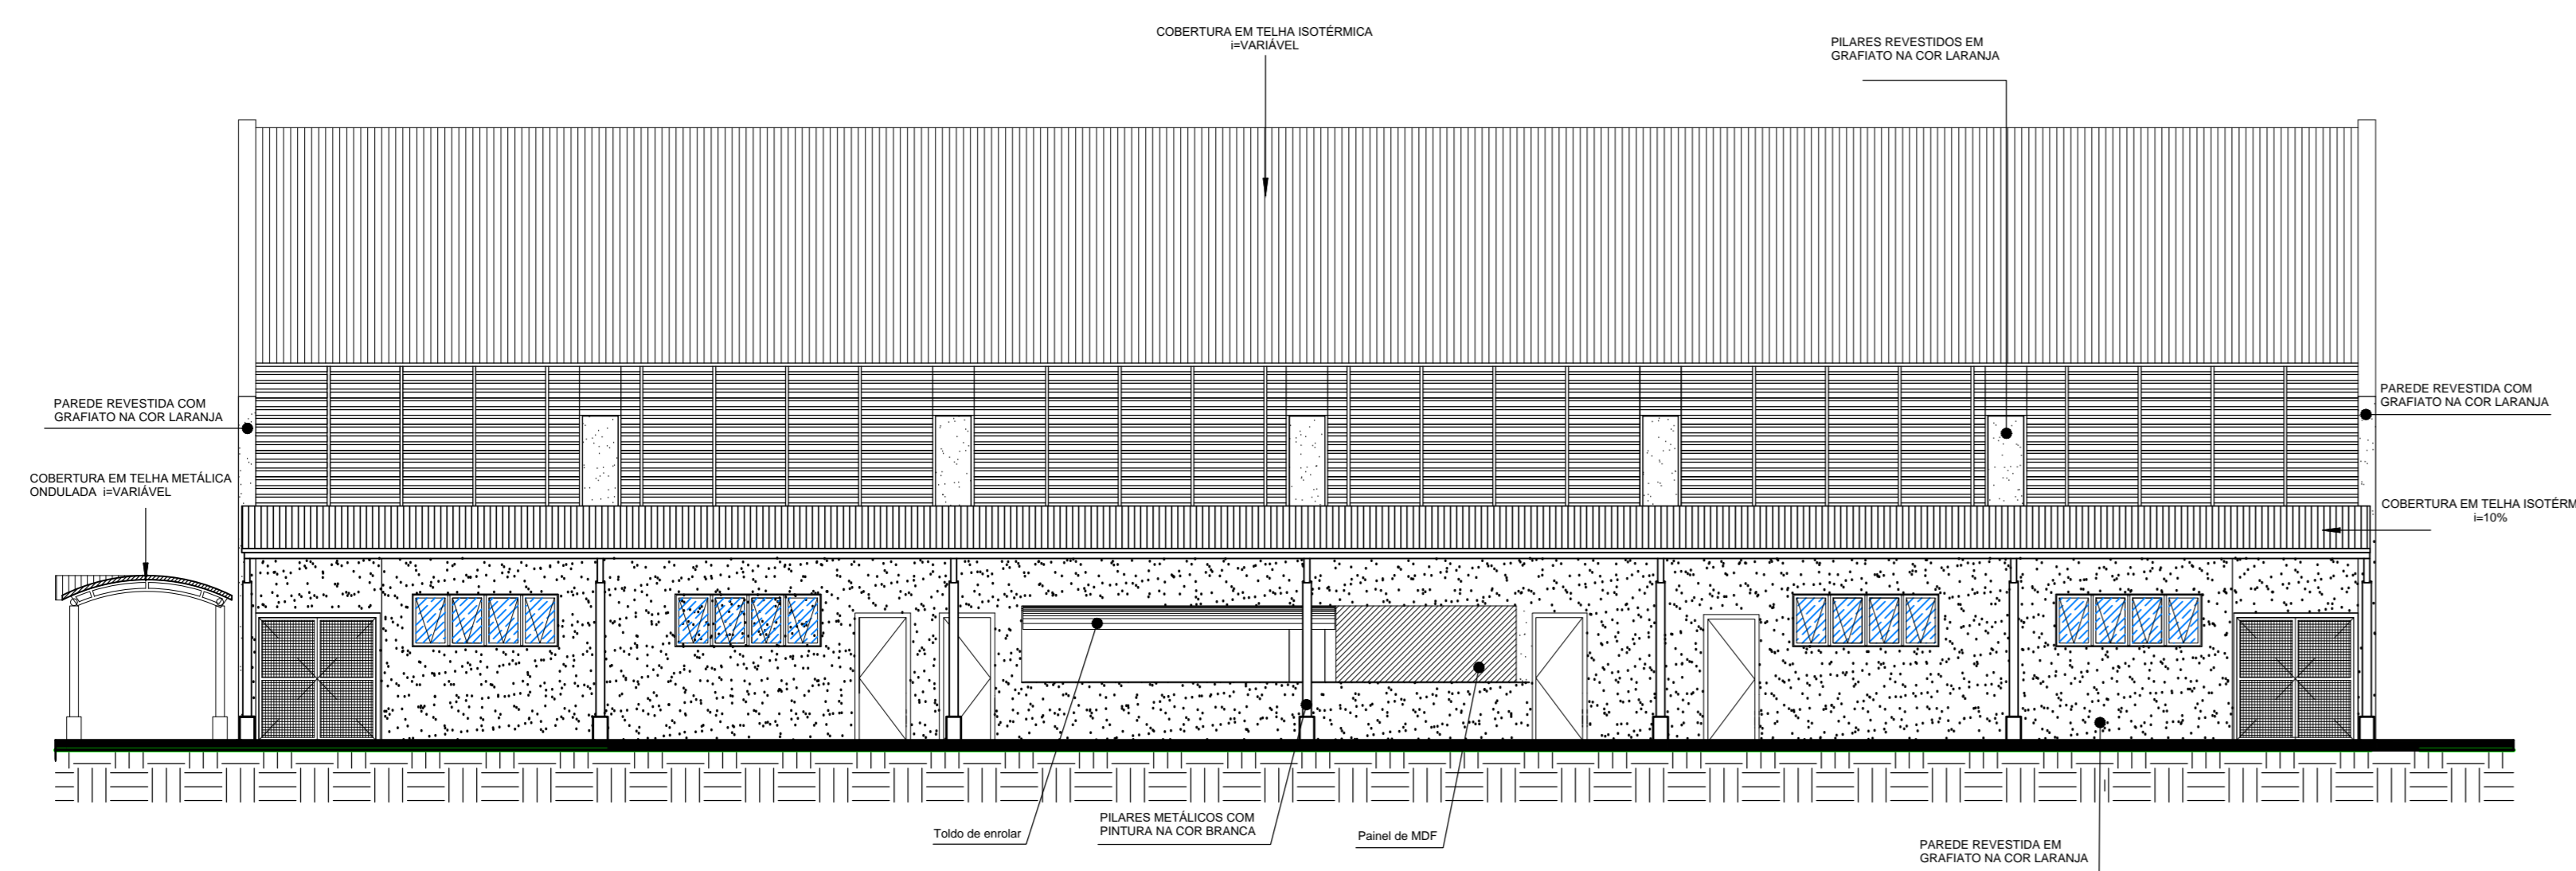 COBERTURA EM TELHA ISOTÉRMICA
i=VARIÁVEL
PILARES REVESTIDOS EM
GRAFIATO NA COR LARANJA
PAREDE REVESTIDA COM
GRAFIATO NA COR LARANJA
PAREDE REVESTIDA COM
GRAFIATO NA COR LARANJA
COBERTURA EM TELHA METÁLICA
ONDULADA i=VARIÁVEL
COBERTURA EM TELHA ISOTÉRM
i=10%
Toldo de enrolar
PILARES METÁLICOS COM
PINTURA NA COR BRANCA
Painel de MDF
PAREDE REVESTIDA EM
GRAFIATO NA COR LARANJA